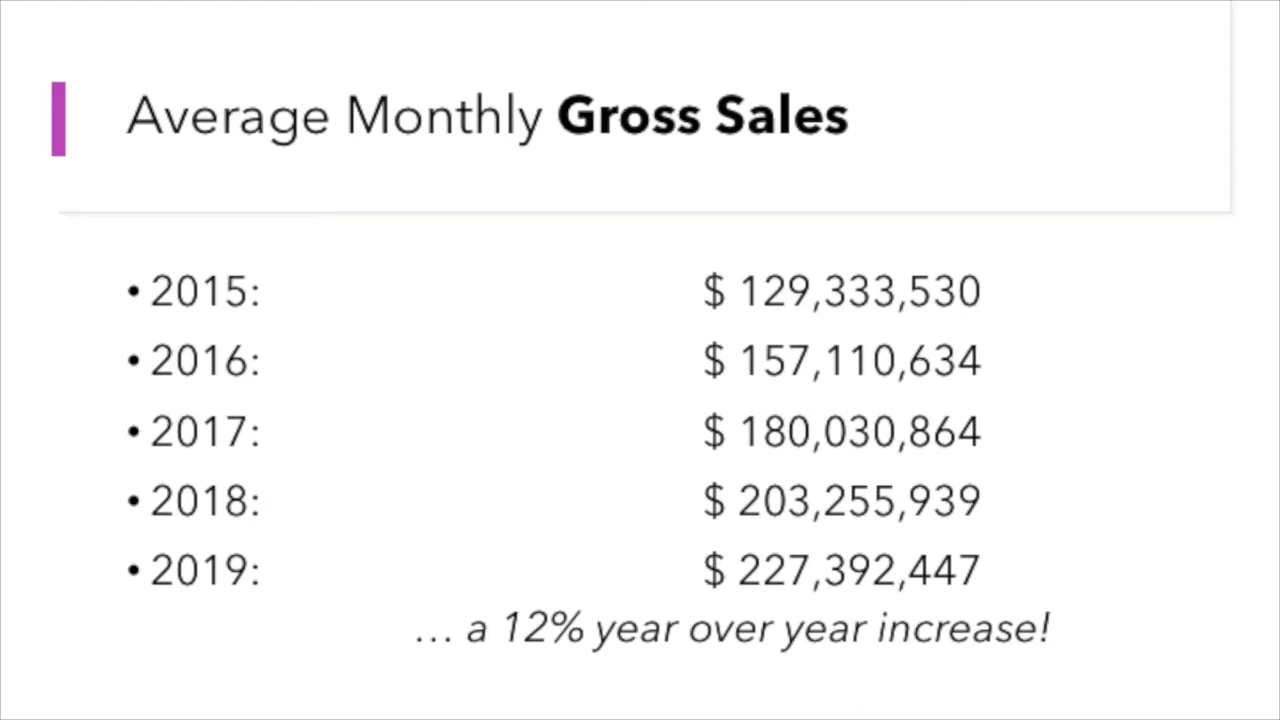 Average Monthly Gross Sales
• 2015: $ 129,333,530
• 2016: $ 157,110,634
• 2017: $ 180,030,864
• 2018: $ 203,255,939
• 2019: $ 227,392,447
... a 12% year over year increase!